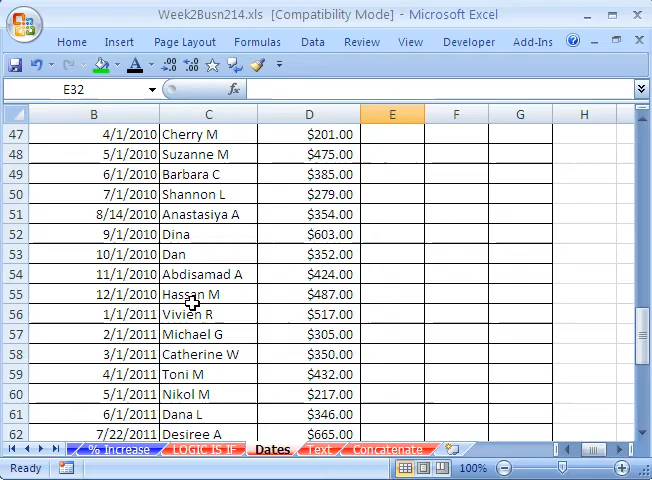 Week2Busn214.xls [Compatibility Mode] - Microsoft Excel
Home Insert Page Layout Formulas Data Review View Developer Add-Ins
E32 fx
B C D E F G H
47 4/1/2010 Cherry M $201.00
48 5/1/2010 Suzanne M $475.00
49 6/1/2010 Barbara C $385.00
50 7/1/2010 Shannon L $279.00
51 8/14/2010 Anastasiya A $354.00
52 9/1/2010 Dina $603.00
53 10/1/2010 Dan $352.00
54 11/1/2010 Abdisamad A $424.00
55 12/1/2010 Hassan M $487.00
56 1/1/2011 Vivien R $517.00
57 2/1/2011 Michael G $305.00
58 3/1/2011 Catherine W $350.00
59 4/1/2011 Toni M $432.00
60 5/1/2011 Nikol M $217.00
61 6/1/2011 Dana L $346.00
62 7/22/2011 Desiree A $665.00
% Increase LOGIC IS IF Dates Text Concatenate
Ready 100%